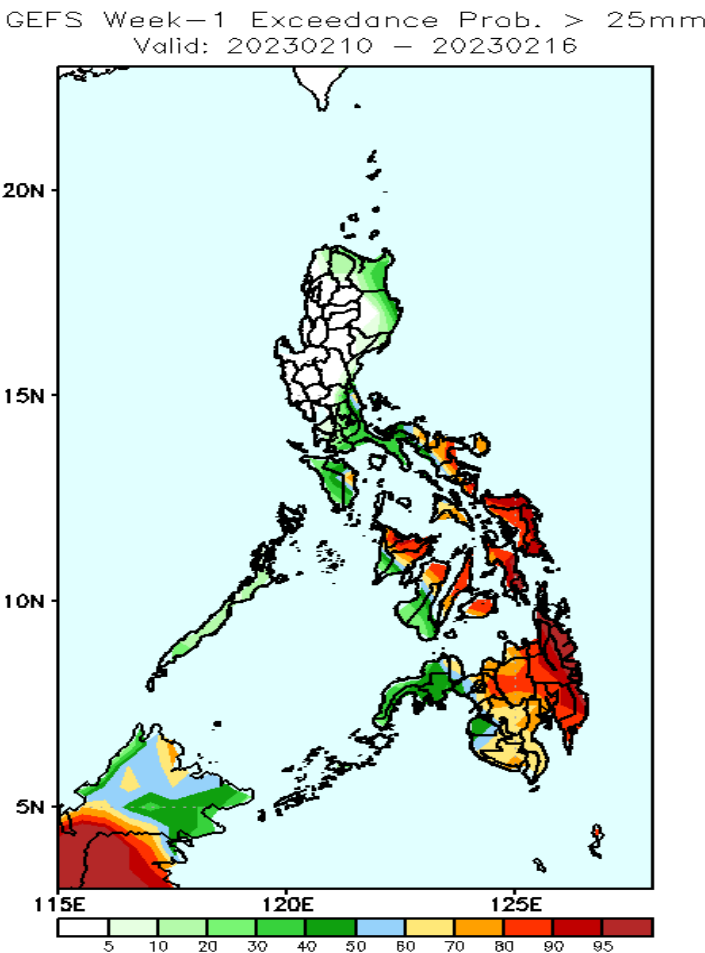 GEFS Week-1 Exceedance Prob. > 25mm
Valid: 20230210 - 20230216
20N
15N
10N
5N
115E 120E 125E
5 10 20 30 40 50 60 70 80 90 95